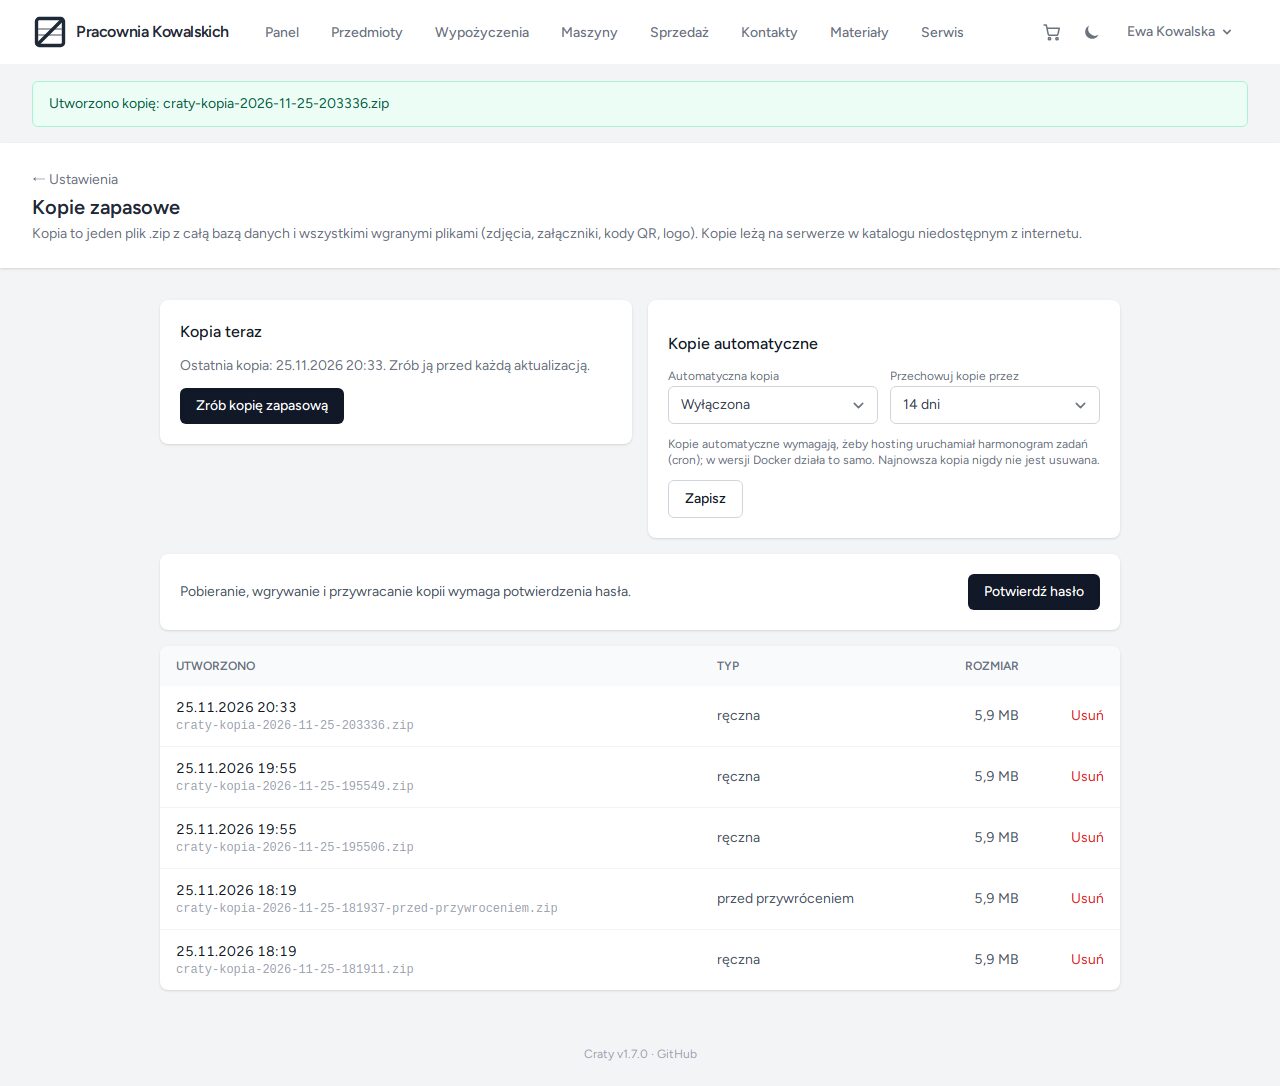 Pracownia Kowalskich
Panel
Przedmioty
Wypożyczenia
Maszyny
Sprzedaż
Kontakty
Materiały
Serwis
Ewa Kowalska
Utworzono kopię: craty-kopia-2026-11-25-203336.zip
← Ustawienia
Kopie zapasowe
Kopia to jeden plik .zip z całą bazą danych i wszystkimi wgranymi plikami (zdjęcia, załączniki, kody QR, logo). Kopie leżą na serwerze w katalogu niedostępnym z internetu.
Kopia teraz
Ostatnia kopia: 25.11.2026 20:33. Zrób ją przed każdą aktualizacją.
Zrób kopię zapasową
Kopie automatyczne
Automatyczna kopia
Wyłączona
Przechowuj kopie przez
14 dni
Kopie automatyczne wymagają, żeby hosting uruchamiał harmonogram zadań
(cron); w wersji Docker działa to samo. Najnowsza kopia nigdy nie jest usuwana.
Zapisz
Pobieranie, wgrywanie i przywracanie kopii wymaga potwierdzenia hasła.
Potwierdź hasło
UTWORZONO TYP ROZMIAR
25.11.2026 20:33
craty-kopia-2026-11-25-203336.zip
ręczna 5,9 MB Usuń
25.11.2026 19:55
craty-kopia-2026-11-25-195549.zip
ręczna 5,9 MB Usuń
25.11.2026 19:55
craty-kopia-2026-11-25-195506.zip
ręczna 5,9 MB Usuń
25.11.2026 18:19
craty-kopia-2026-11-25-181937-przed-przywroceniem.zip
przed przywróceniem 5,9 MB Usuń
25.11.2026 18:19
craty-kopia-2026-11-25-181911.zip
ręczna 5,9 MB Usuń
Craty v1.7.0 · GitHub